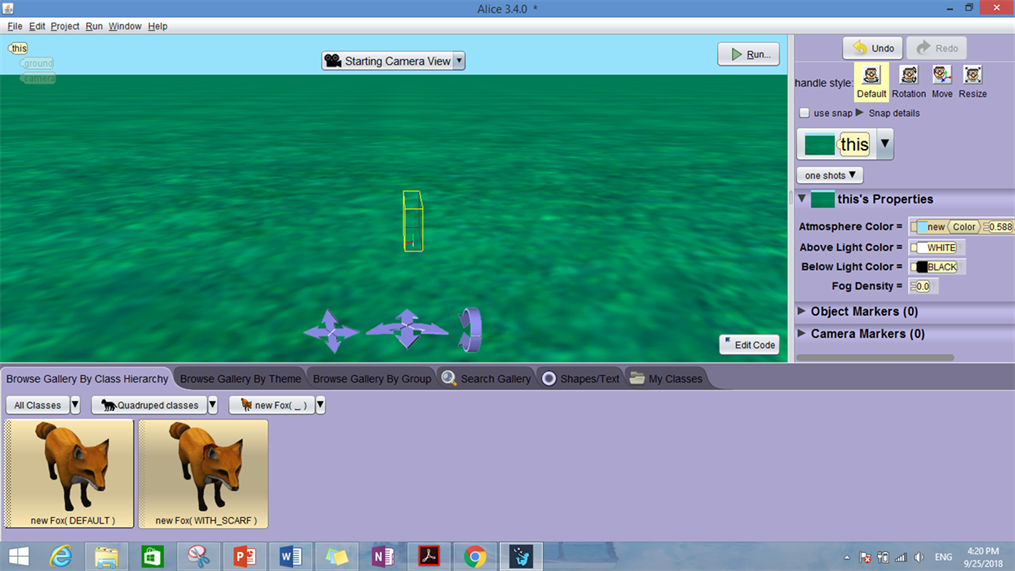 Alice 3.4.0 *
File Edit Project Run Window Help
this
ground
camera
Starting Camera View
Run...
Undo
Redo
handle style:
Default
Rotation
Move
Resize
use snap
Snap details
this
one shots
this's Properties
Atmosphere Color = new Color 0.588
Above Light Color = WHITE
Below Light Color = BLACK
Fog Density = 0.0
Object Markers (0)
Camera Markers (0)
Edit Code
Browse Gallery By Class Hierarchy
Browse Gallery By Theme
Browse Gallery By Group
Search Gallery
Shapes/Text
My Classes
All Classes
Quadruped classes
new Fox( _ )
new Fox( DEFAULT )
new Fox( WITH_SCARF )
ENG
4:20 PM
9/25/2018